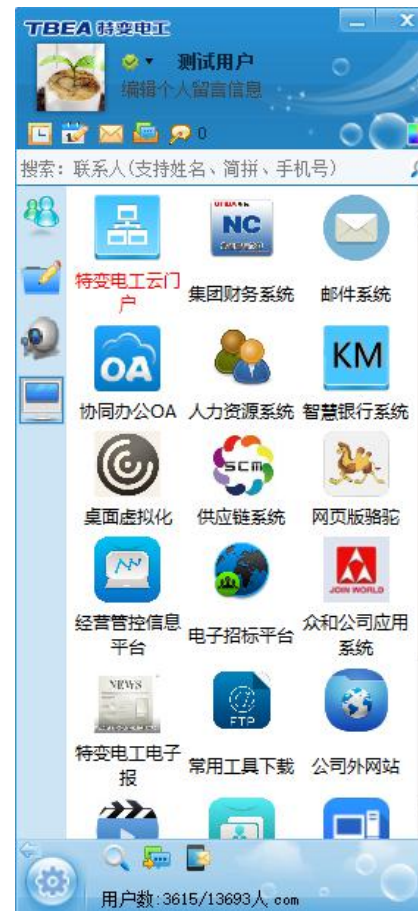 TBEA 特变电工
测试用户
编辑个人留言信息
0
搜索：联系人(支持姓名、简拼、手机号)
NC
特变电工云门
户
集团财务系统
邮件系统
OA
KM
协同办公OA
人力资源系统
智慧银行系统
SCM
桌面虚拟化
供应链系统
网页版骆驼
JOIN WORLD
经营管控信息
平台
电子招标平台
众和公司应用
系统
NEWS
FTP
特变电工电子
报
常用工具下载
公司外网站
用户数:3615/13693人 com